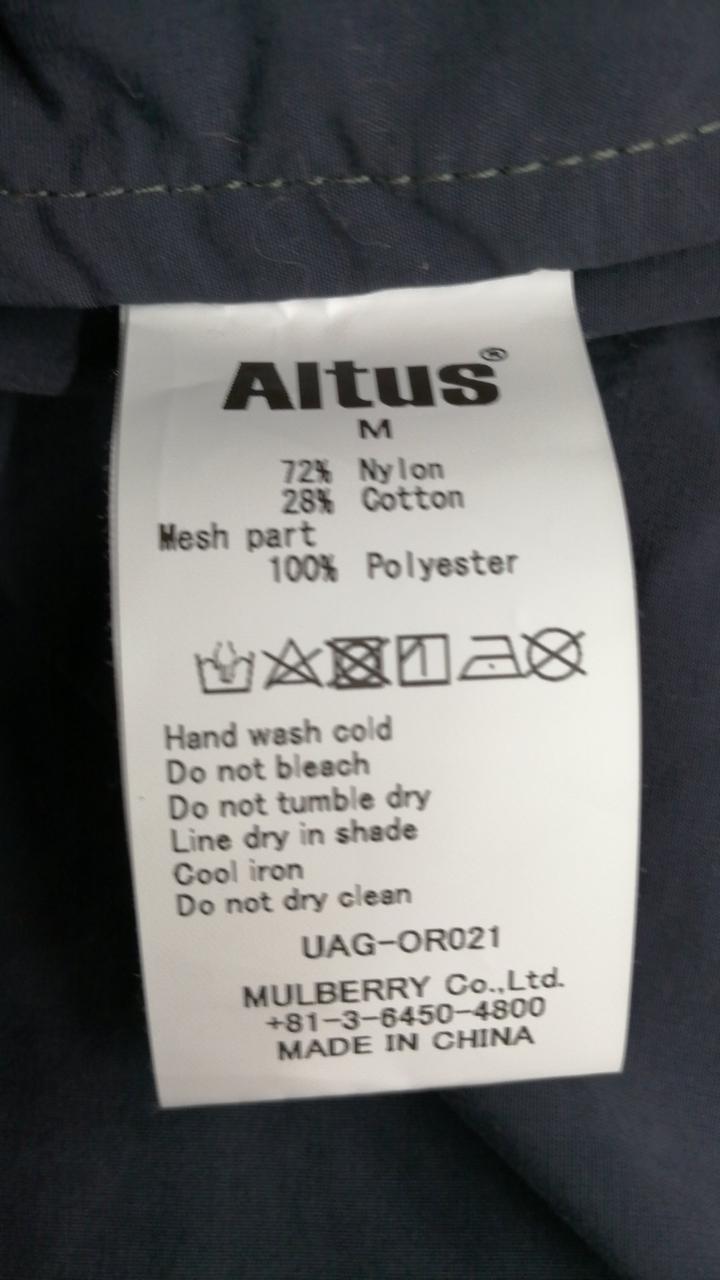 Altus®
M
72% Nylon
28% Cotton
Mesh part
100% Polyester
Hand wash cold
Do not bleach
Do not tumble dry
Line dry in shade
Cool iron
Do not dry clean
UAG-OR021
MULBERRY Co.,Ltd.
+81-3-6450-4800
MADE IN CHINA